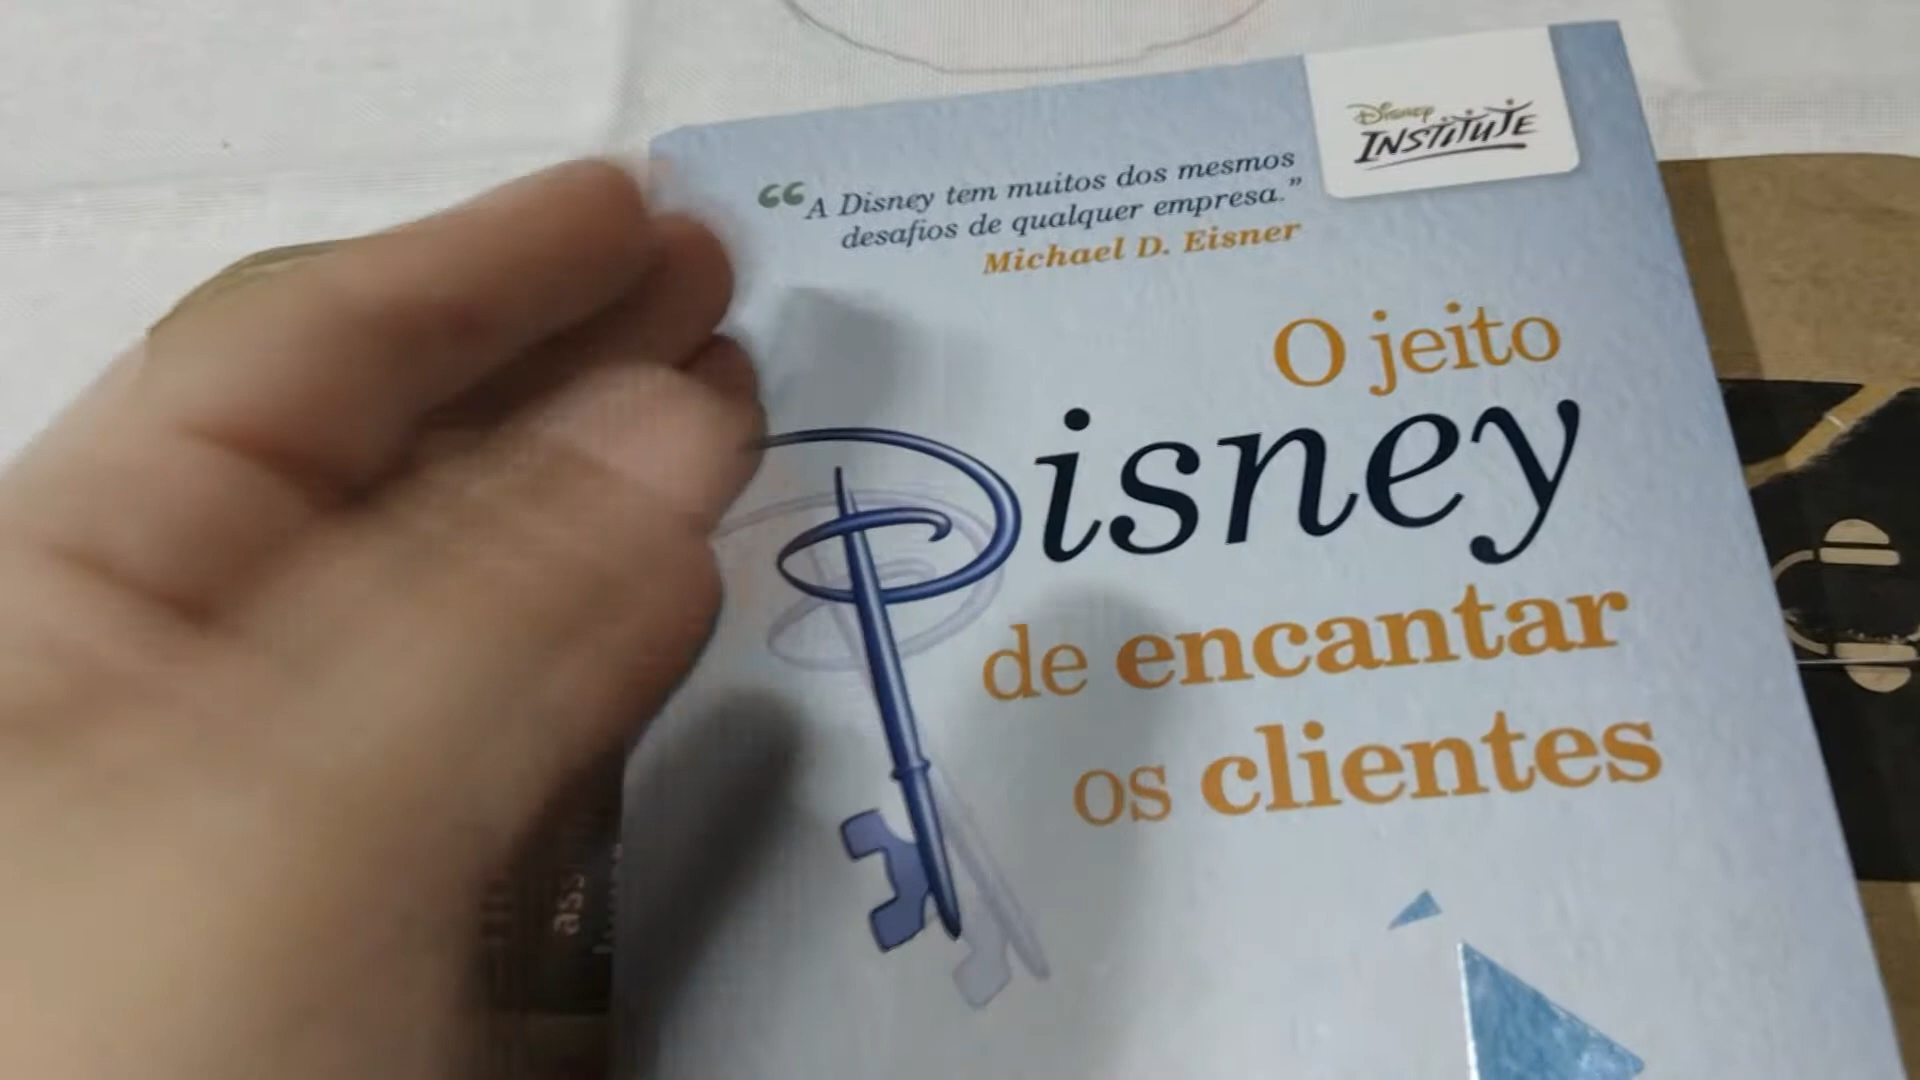 Disney
INSTITUTE
“A Disney tem muitos dos mesmos
desafios de qualquer empresa.”
Michael D. Eisner
O jeito
Disney
de encantar
os clientes
ass